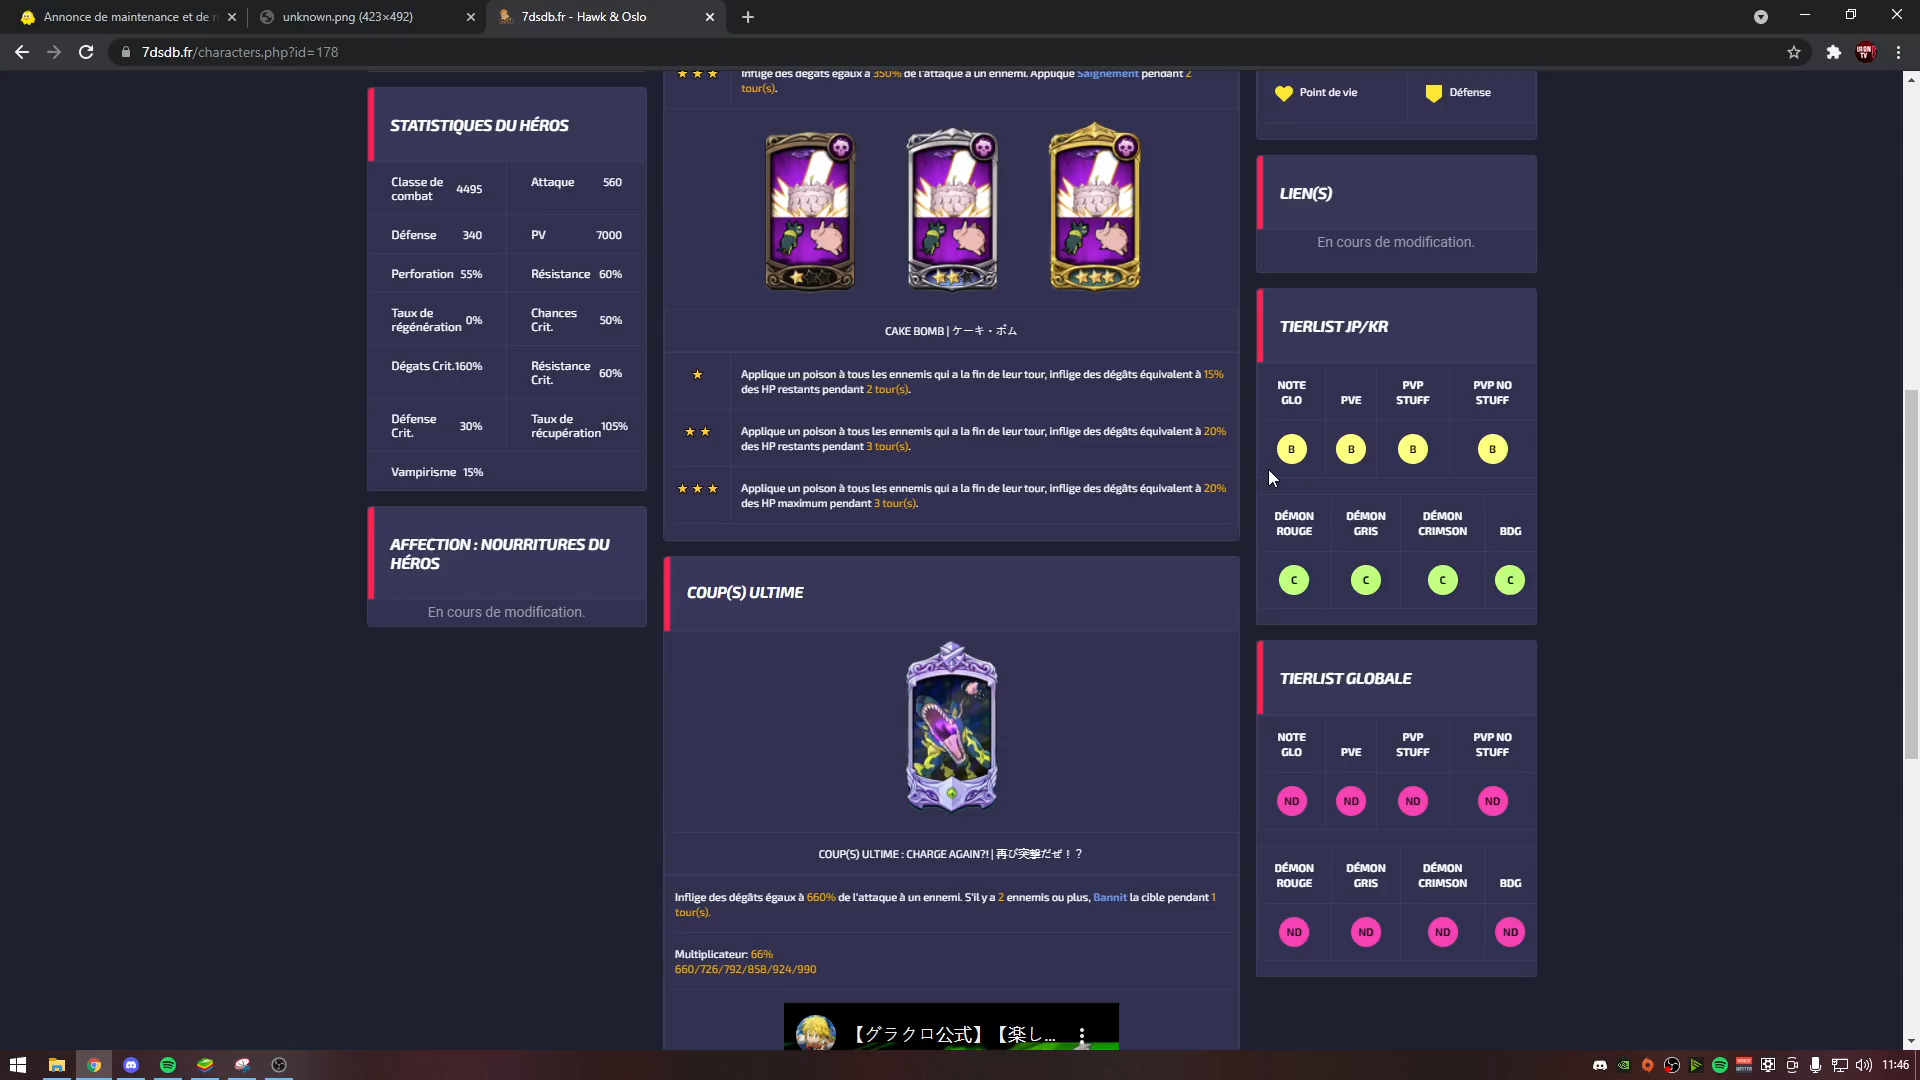 Annonce de maintenance et de n
unknown.png (423×492)
7dsdb.fr - Hawk & Oslo
7dsdb.fr/characters.php?id=178
STATISTIQUES DU HÉROS
Classe de combat 4495
Attaque 560
Défense 340
PV 7000
Perforation 55%
Résistance 60%
Taux de régénération 0%
Chances Crit. 50%
Dégats Crit. 160%
Résistance Crit. 60%
Défense Crit. 30%
Taux de récupération 105%
Vampirisme 15%
AFFECTION : NOURRITURES DU
HÉROS
En cours de modification.
Inflige des dégâts égaux à 350% de l'attaque à un ennemi. Applique Saignement pendant 2
tour(s).
CAKE BOMB | ケーキ・ボム
Applique un poison à tous les ennemis qui a la fin de leur tour, inflige des dégâts équivalent à 15%
des HP restants pendant 2 tour(s).
Applique un poison à tous les ennemis qui a la fin de leur tour, inflige des dégâts équivalent à 20%
des HP restants pendant 3 tour(s).
Applique un poison à tous les ennemis qui a la fin de leur tour, inflige des dégâts équivalent à 20%
des HP maximum pendant 3 tour(s).
COUP(S) ULTIME
COUP(S) ULTIME : CHARGE AGAIN?! | 再び突撃だぜ！？
Inflige des dégâts égaux à 660% de l'attaque à un ennemi. S'il y a 2 ennemis ou plus, Bannit la cible pendant 1
tour(s).
Multiplicateur: 66%
660/726/792/858/924/990
【グラクロ公式】【楽し...
Point de vie
Défense
LIEN(S)
En cours de modification.
TIERLIST JP/KR
NOTE GLO PVE PVP STUFF PVP NO STUFF
B B B B
DÉMON ROUGE DÉMON GRIS DÉMON CRIMSON BDG
C C C C
TIERLIST GLOBALE
NOTE GLO PVE PVP STUFF PVP NO STUFF
ND ND ND ND
DÉMON ROUGE DÉMON GRIS DÉMON CRIMSON BDG
ND ND ND ND
11:46